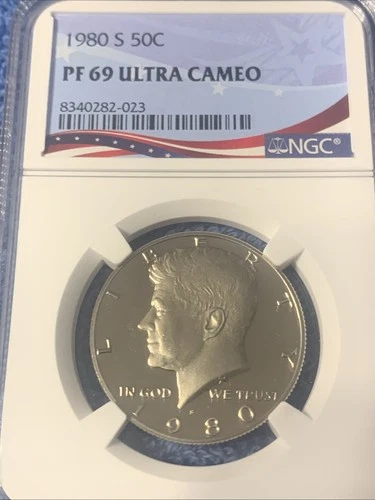 1980 S 50C
PF 69 ULTRA CAMEO
8340282-023
NGC®
LIBERTY
IN GOD WE TRUST
S
1980